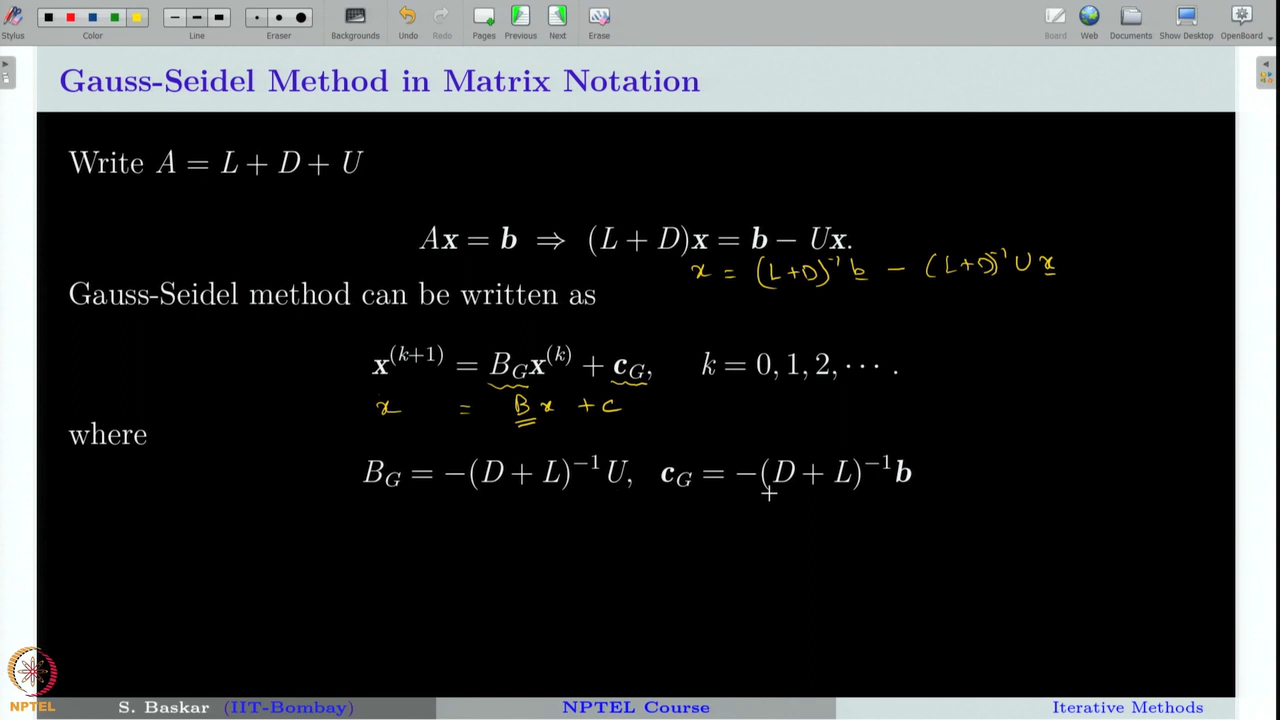 Stylus Color Line Eraser Backgrounds Undo Redo Pages Previous Next Erase Board Web Documents Show Desktop OpenBoard
Gauss-Seidel Method in Matrix Notation
Write A = L + D + U
Ax = b ⇒ (L + D)x = b − Ux.
x = (L+D)⁻¹ b − (L+D)⁻¹ U x
Gauss-Seidel method can be written as
x^(k+1) = B_G x^(k) + c_G, k = 0, 1, 2, ⋯ .
x = B x + c
where
B_G = −(D + L)⁻¹U, c_G = −(D + L)⁻¹b
NPTEL
S. Baskar (IIT-Bombay) NPTEL Course Iterative Methods